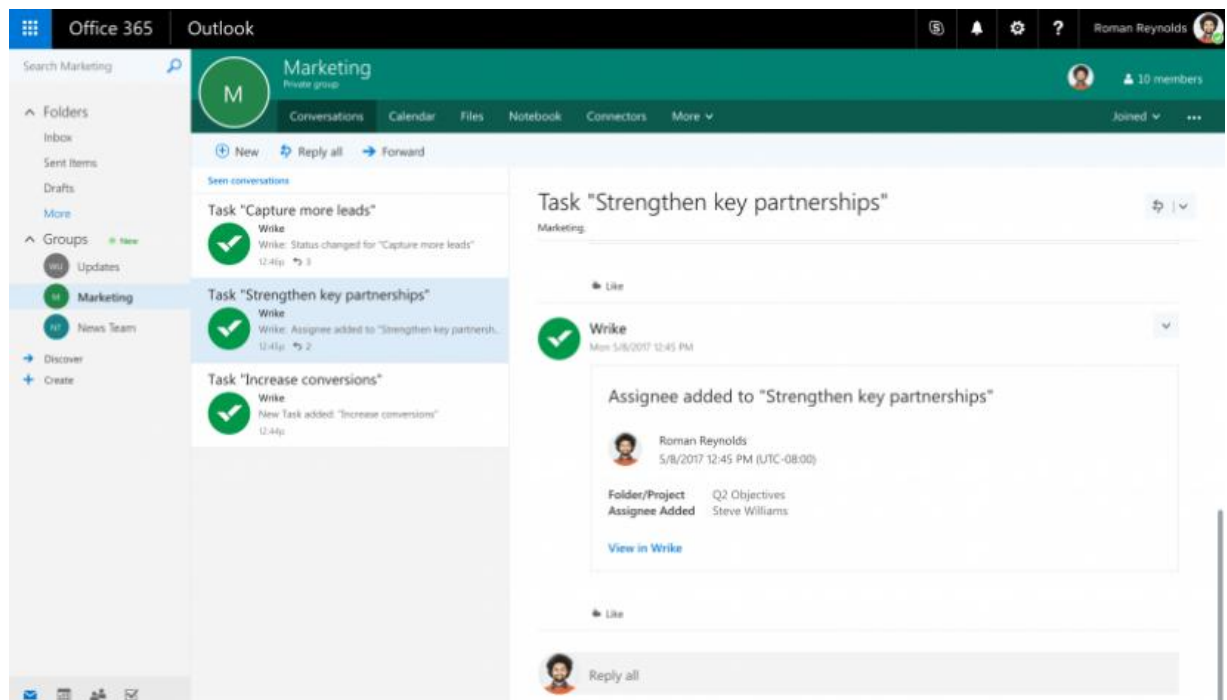 Office 365 Outlook Roman Reynolds
Search Marketing
Folders
Inbox
Sent Items
Drafts
More
Groups New
WU Updates
M Marketing
NT News Team
Discover
Create
M
Marketing
Private group
10 members
Conversations Calendar Files Notebook Connectors More
Joined
New Reply all Forward
Seen conversations
Task "Capture more leads"
Wrike
Wrike: Status changed for "Capture more leads"
12:46µ 3
Task "Strengthen key partnerships"
Wrike
Wrike: Assignee added to "Strengthen key partnersh..
12:45µ 2
Task "Increase conversions"
Wrike
New Task added: "Increase conversions"
12:44µ
Task "Strengthen key partnerships"
Marketing;
Like
Wrike
Mon 5/8/2017 12:45 PM
Assignee added to "Strengthen key partnerships"
Roman Reynolds
5/8/2017 12:45 PM (UTC-08:00)
Folder/Project Q2 Objectives
Assignee Added Steve Williams
View in Wrike
Like
Reply all